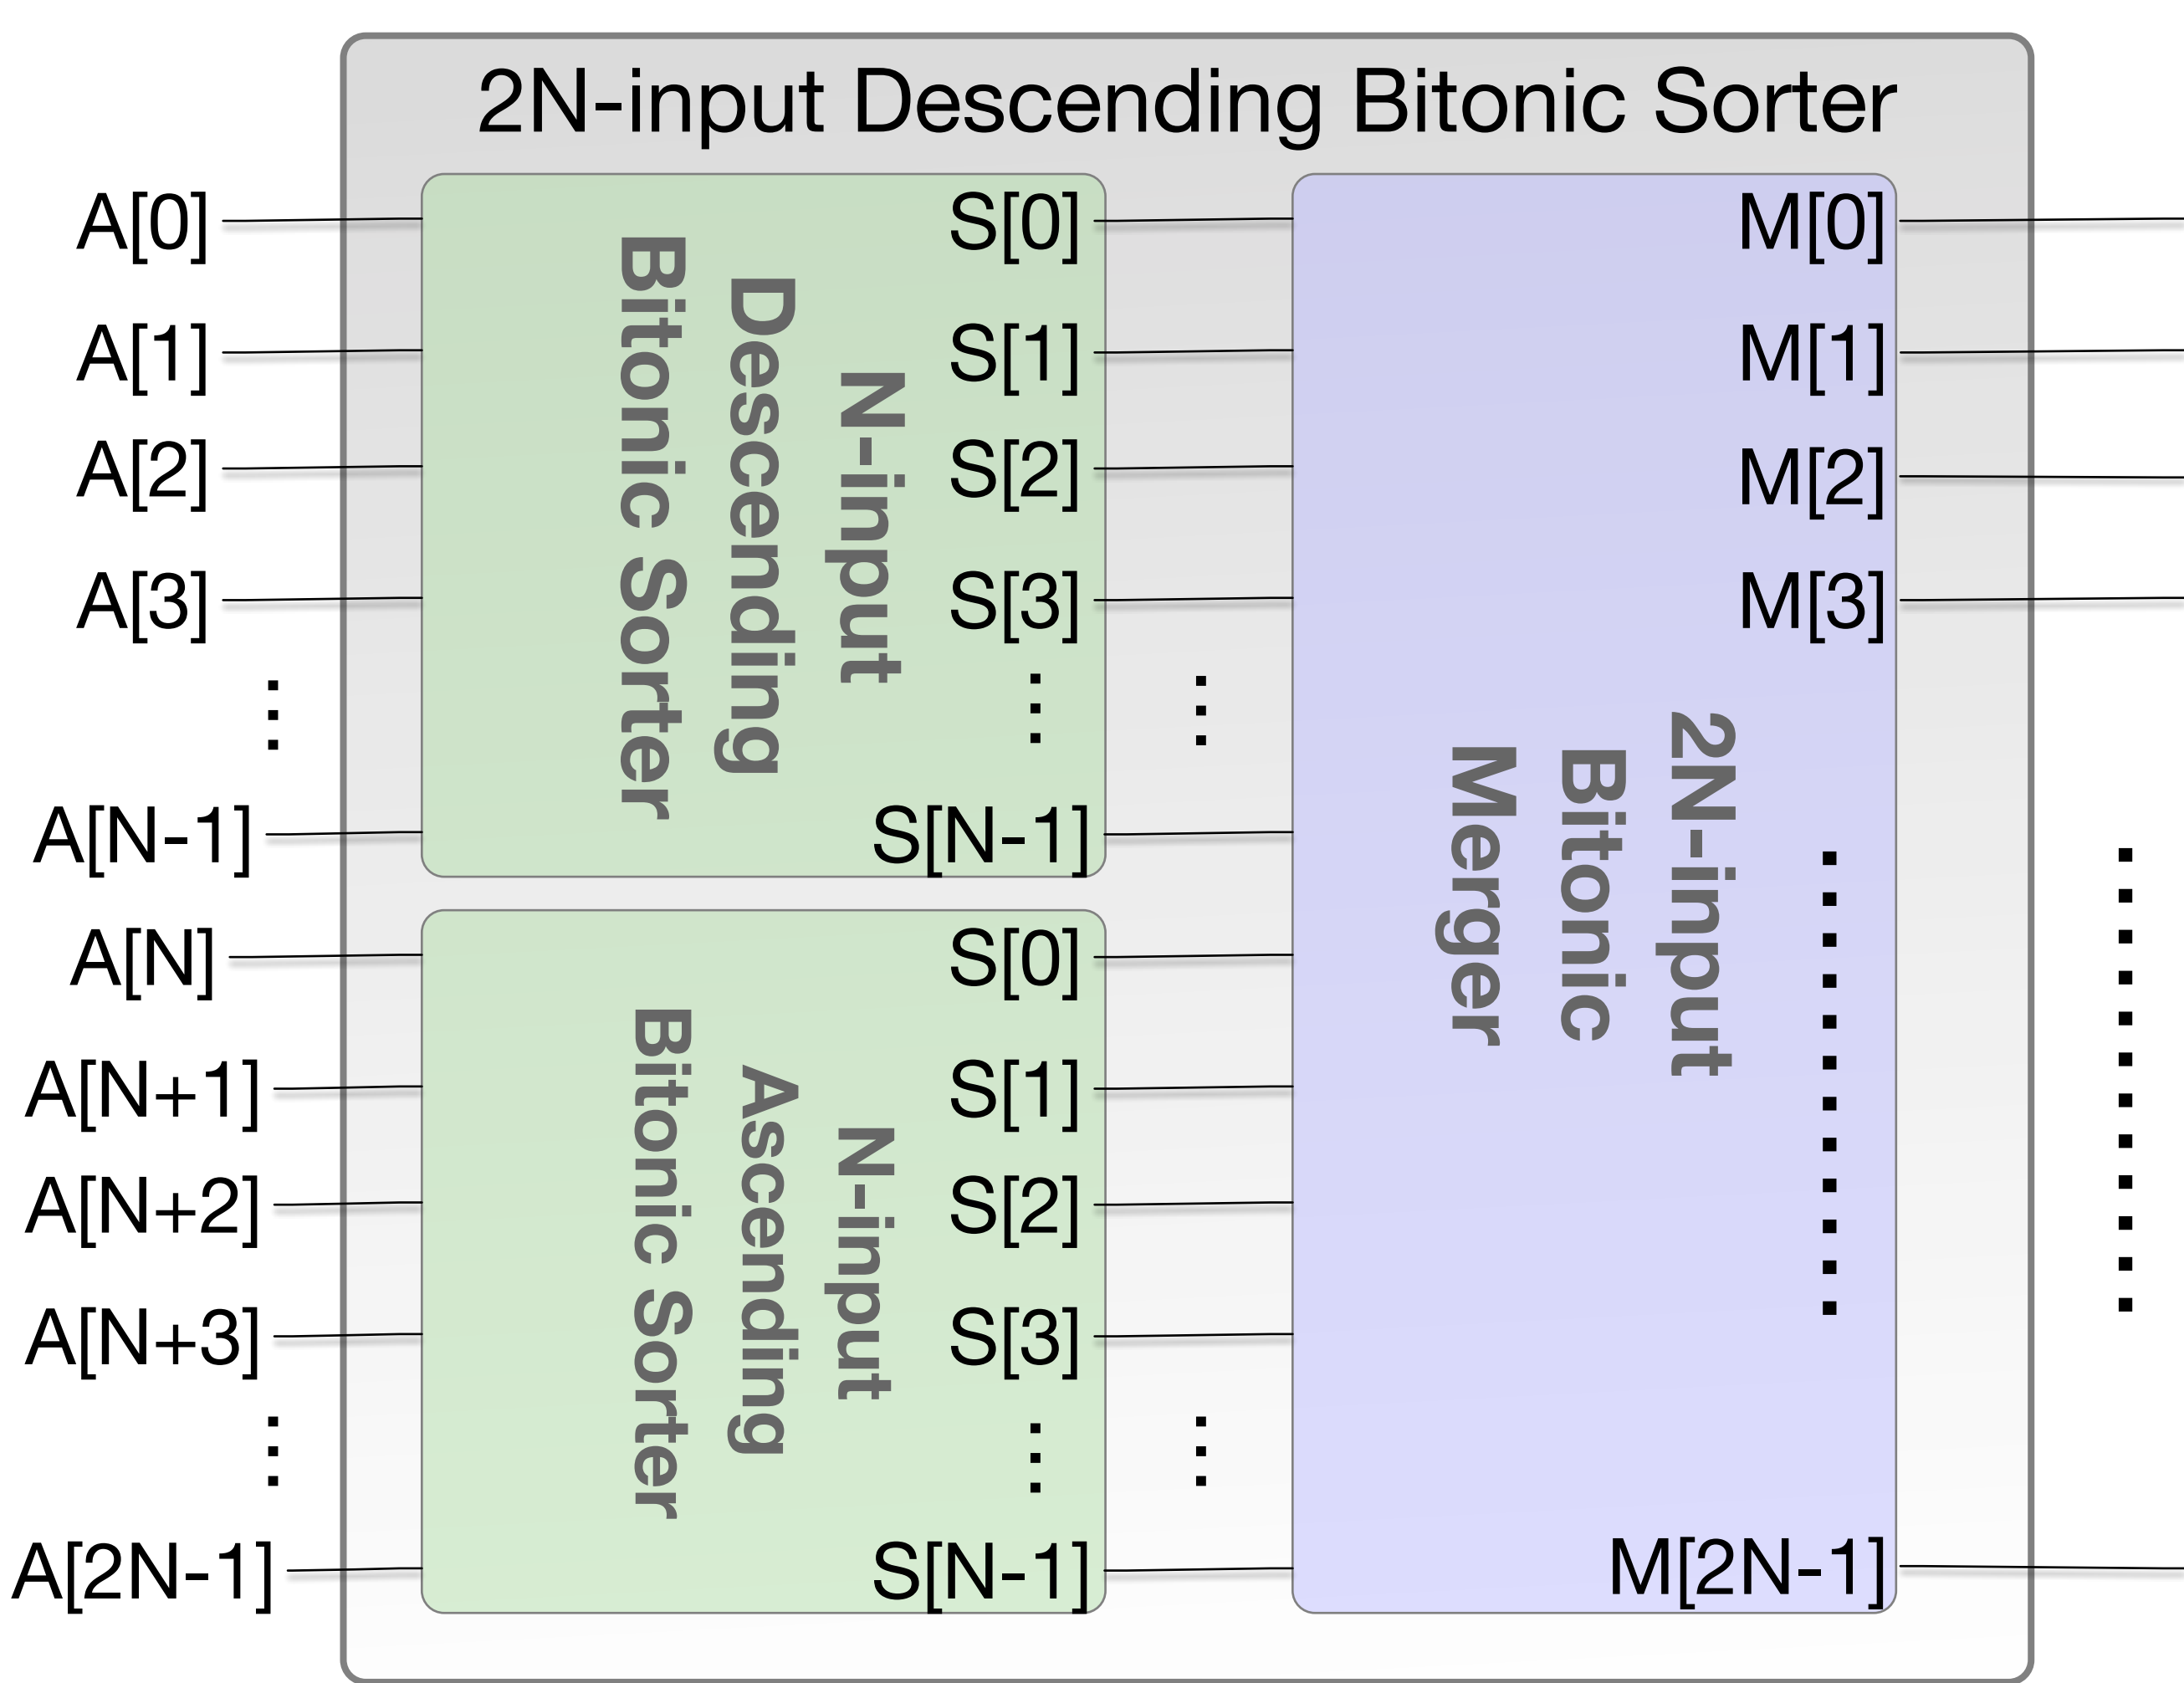 2N-input Descending Bitonic Sorter
A[0]
A[1]
A[2]
A[3]
⋮
A[N-1]
A[N]
A[N+1]
A[N+2]
A[N+3]
⋮
A[2N-1]
N-input
Descending
Bitonic Sorter
S[0]
S[1]
S[2]
S[3]
⋮
S[N-1]
N-input
Ascending
Bitonic Sorter
S[0]
S[1]
S[2]
S[3]
⋮
S[N-1]
2N-input
Bitonic
Merger
M[0]
M[1]
M[2]
M[3]
M[2N-1]